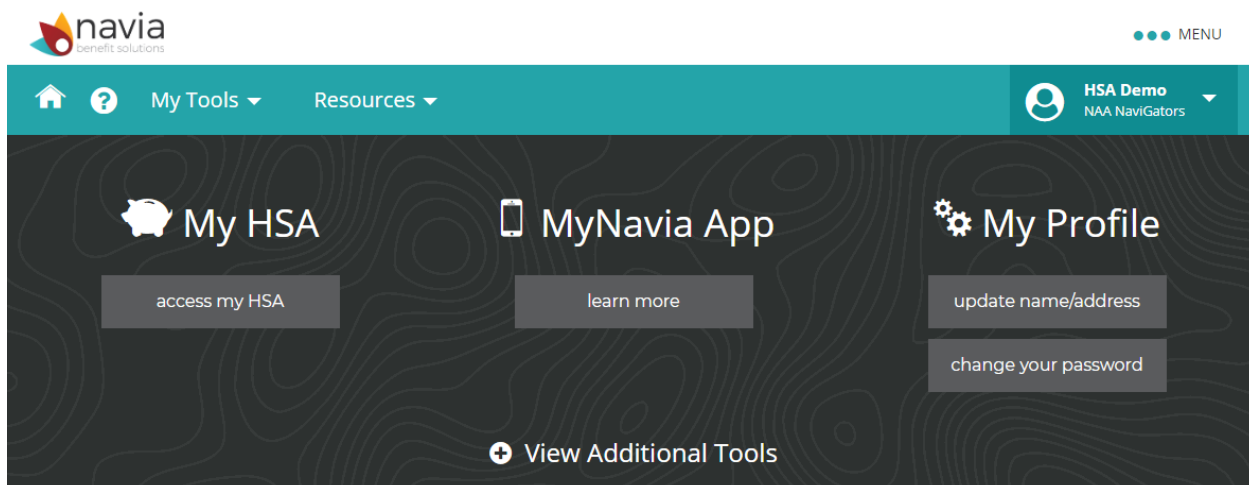 navia
benefit solutions
MENU
My Tools
Resources
HSA Demo
NAA NaviGators
My HSA
MyNavia App
My Profile
access my HSA
learn more
update name/address
change your password
View Additional Tools